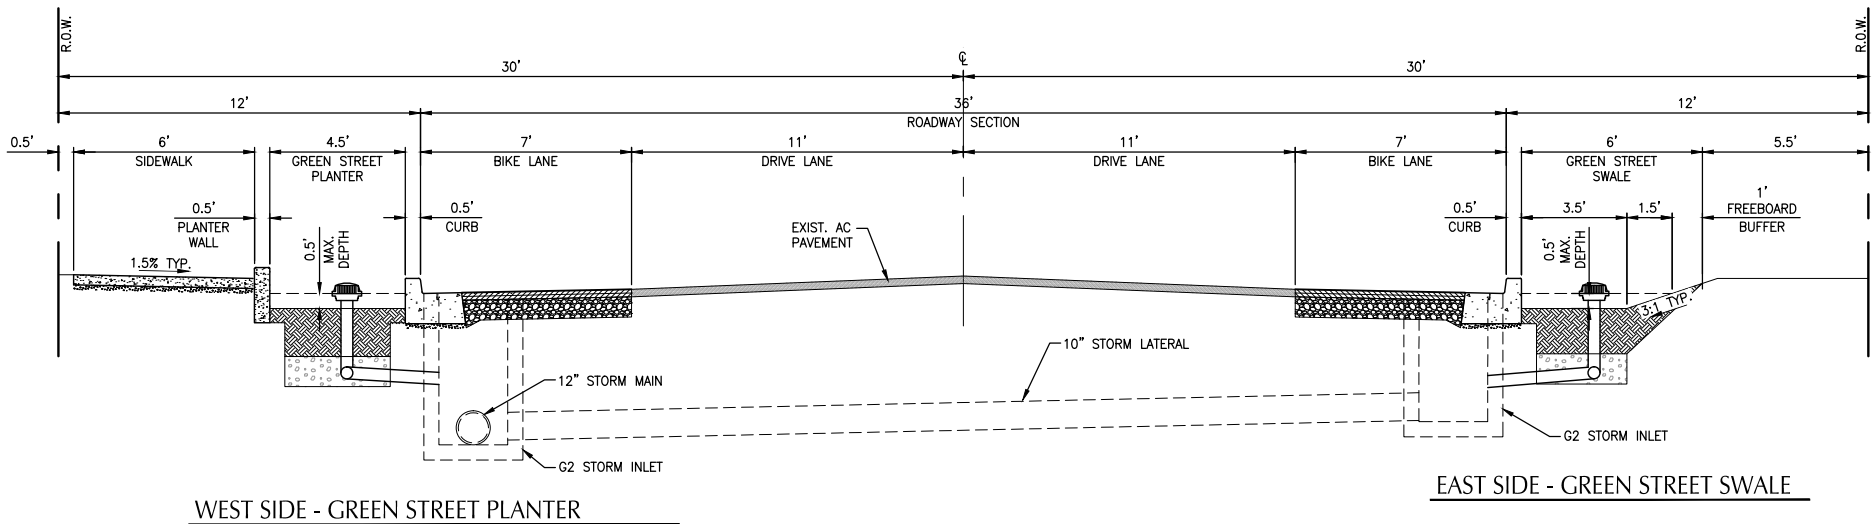 R.O.W.
R.O.W.
℄
30'
30'
12'
36'
12'
ROADWAY SECTION
0.5'
6'
4.5'
7'
11'
11'
7'
6'
5.5'
SIDEWALK
GREEN STREET
PLANTER
BIKE LANE
DRIVE LANE
DRIVE LANE
BIKE LANE
GREEN STREET
SWALE
0.5'
PLANTER
WALL
0.5'
CURB
0.5'
CURB
3.5'
1.5'
1'
FREEBOARD
BUFFER
0.5'
MAX.
DEPTH
EXIST. AC
PAVEMENT
0.5'
MAX.
DEPTH
1.5% TYP.
3:1 TYP.
10" STORM LATERAL
12" STORM MAIN
G2 STORM INLET
G2 STORM INLET
WEST SIDE - GREEN STREET PLANTER
EAST SIDE - GREEN STREET SWALE